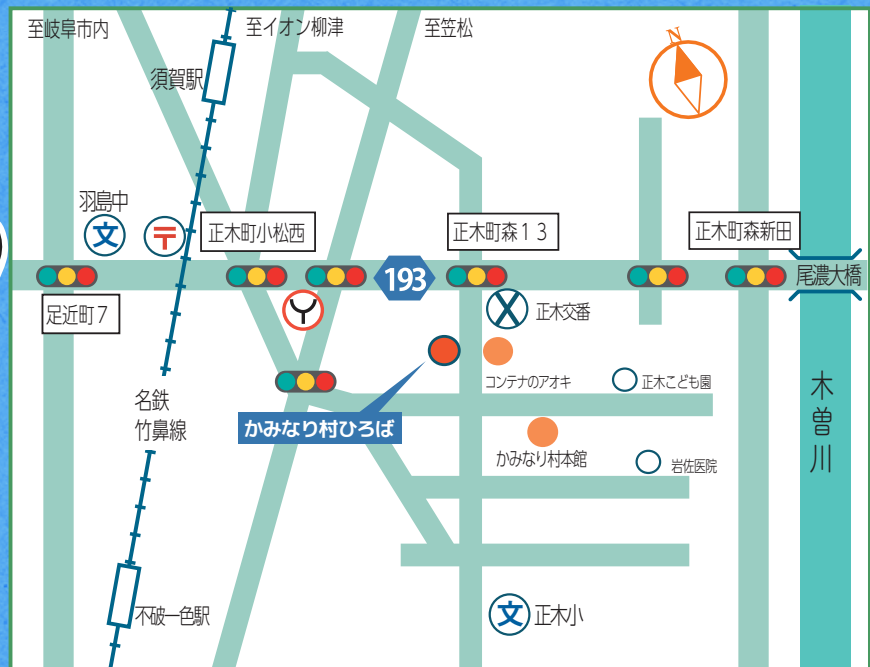 至岐阜市内
至イオン柳津
至笠松
N
須賀駅
羽島中
文
正木町小松西
正木町森13
正木町森新田
193
尾濃大橋
足近町7
正木交番
コンテナのアオキ
正木こども園
木曽川
名鉄
竹鼻線
かみなり村ひろば
かみなり村本館
岩佐医院
不破一色駅
文
正木小